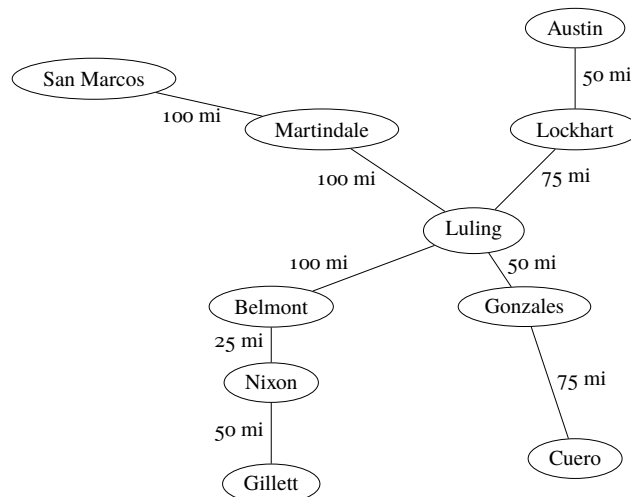 Austin
San Marcos
50 mi
100 mi
Martindale
Lockhart
100 mi
75 mi
Luling
100 mi
50 mi
Belmont
Gonzales
25 mi
Nixon
75 mi
50 mi
Cuero
Gillett